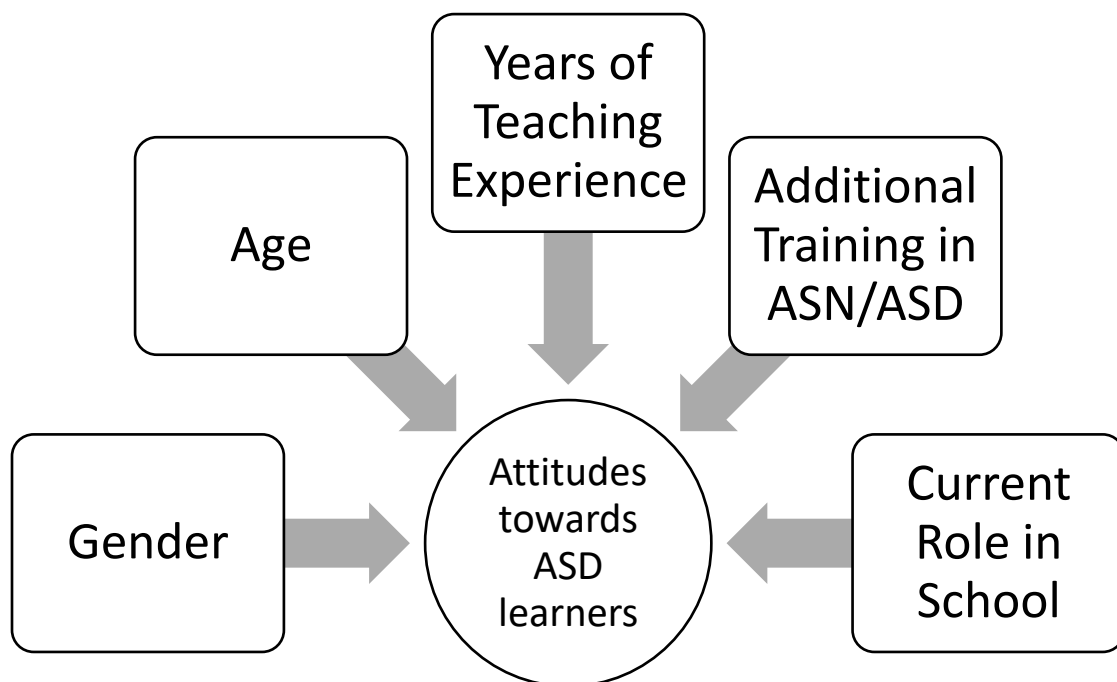 Years of
Teaching
Experience
Age
Additional
Training in
ASN/ASD
Gender
Attitudes
towards
ASD
learners
Current
Role in
School